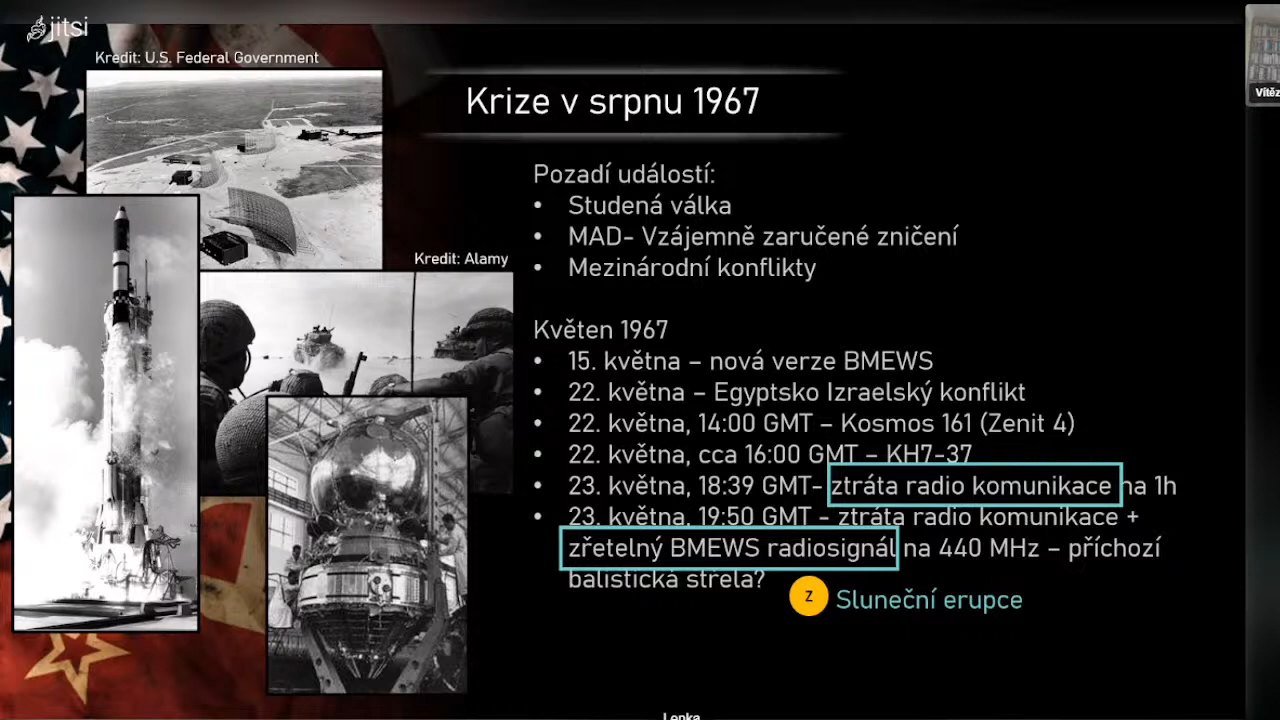 jitsi
Kredit: U.S. Federal Government
Krize v srpnu 1967
Pozadí událostí:
• Studená válka
• MAD- Vzájemně zaručené zničení
• Mezinárodní konflikty
Kredit: Alamy
Květen 1967
• 15. května – nová verze BMEWS
• 22. května – Egyptsko Izraelský konflikt
• 22. května, 14:00 GMT – Kosmos 161 (Zenit 4)
• 22. května, cca 16:00 GMT – KH7-37
• 23. května, 18:39 GMT- ztráta radio komunikace na 1h
• 23. května, 19:50 GMT - ztráta radio komunikace +
zřetelný BMEWS radiosignál na 440 MHz – příchozí
balistická střela?
Z Sluneční erupce
Vítěz
Lenka